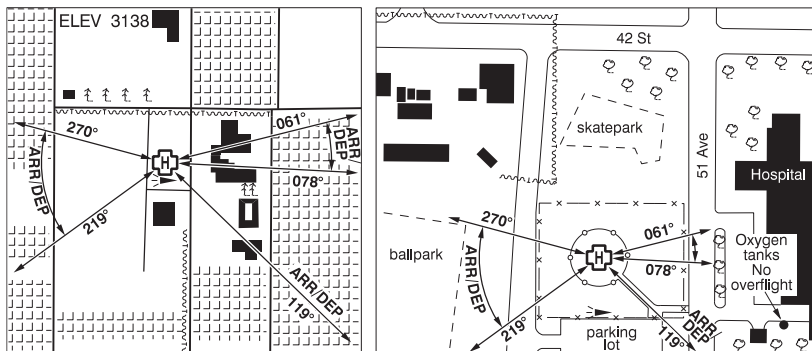 ELEV 3138
270°
061°
ARR/
DEP
078°
ARR/DEP
219°
H
ARR/DEP
119°
42 St
skatepark
51 Ave
Hospital
270°
061°
ballpark
ARR/DEP
H
078°
Oxygen
tanks
No
overflight
219°
ARR/
DEP
119°
parking
lot